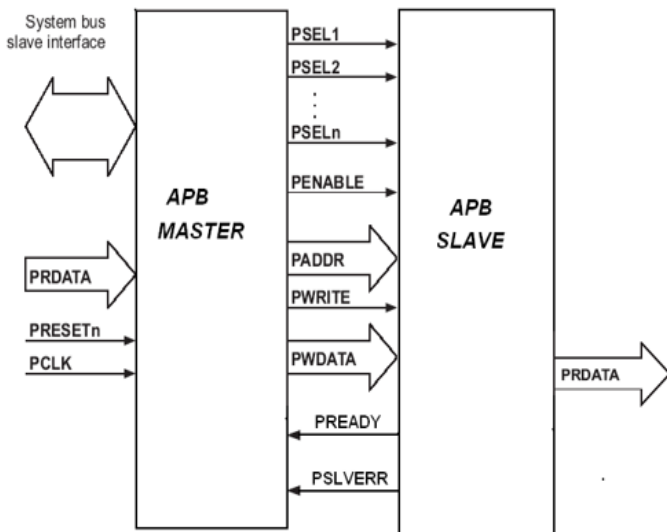 System bus
slave interface
PSEL1
PSEL2
PSELn
PENABLE
APB
MASTER
APB
SLAVE
PADDR
PRDATA
PWRITE
PRESETn
PWDATA
PCLK
PRDATA
PREADY
PSLVERR